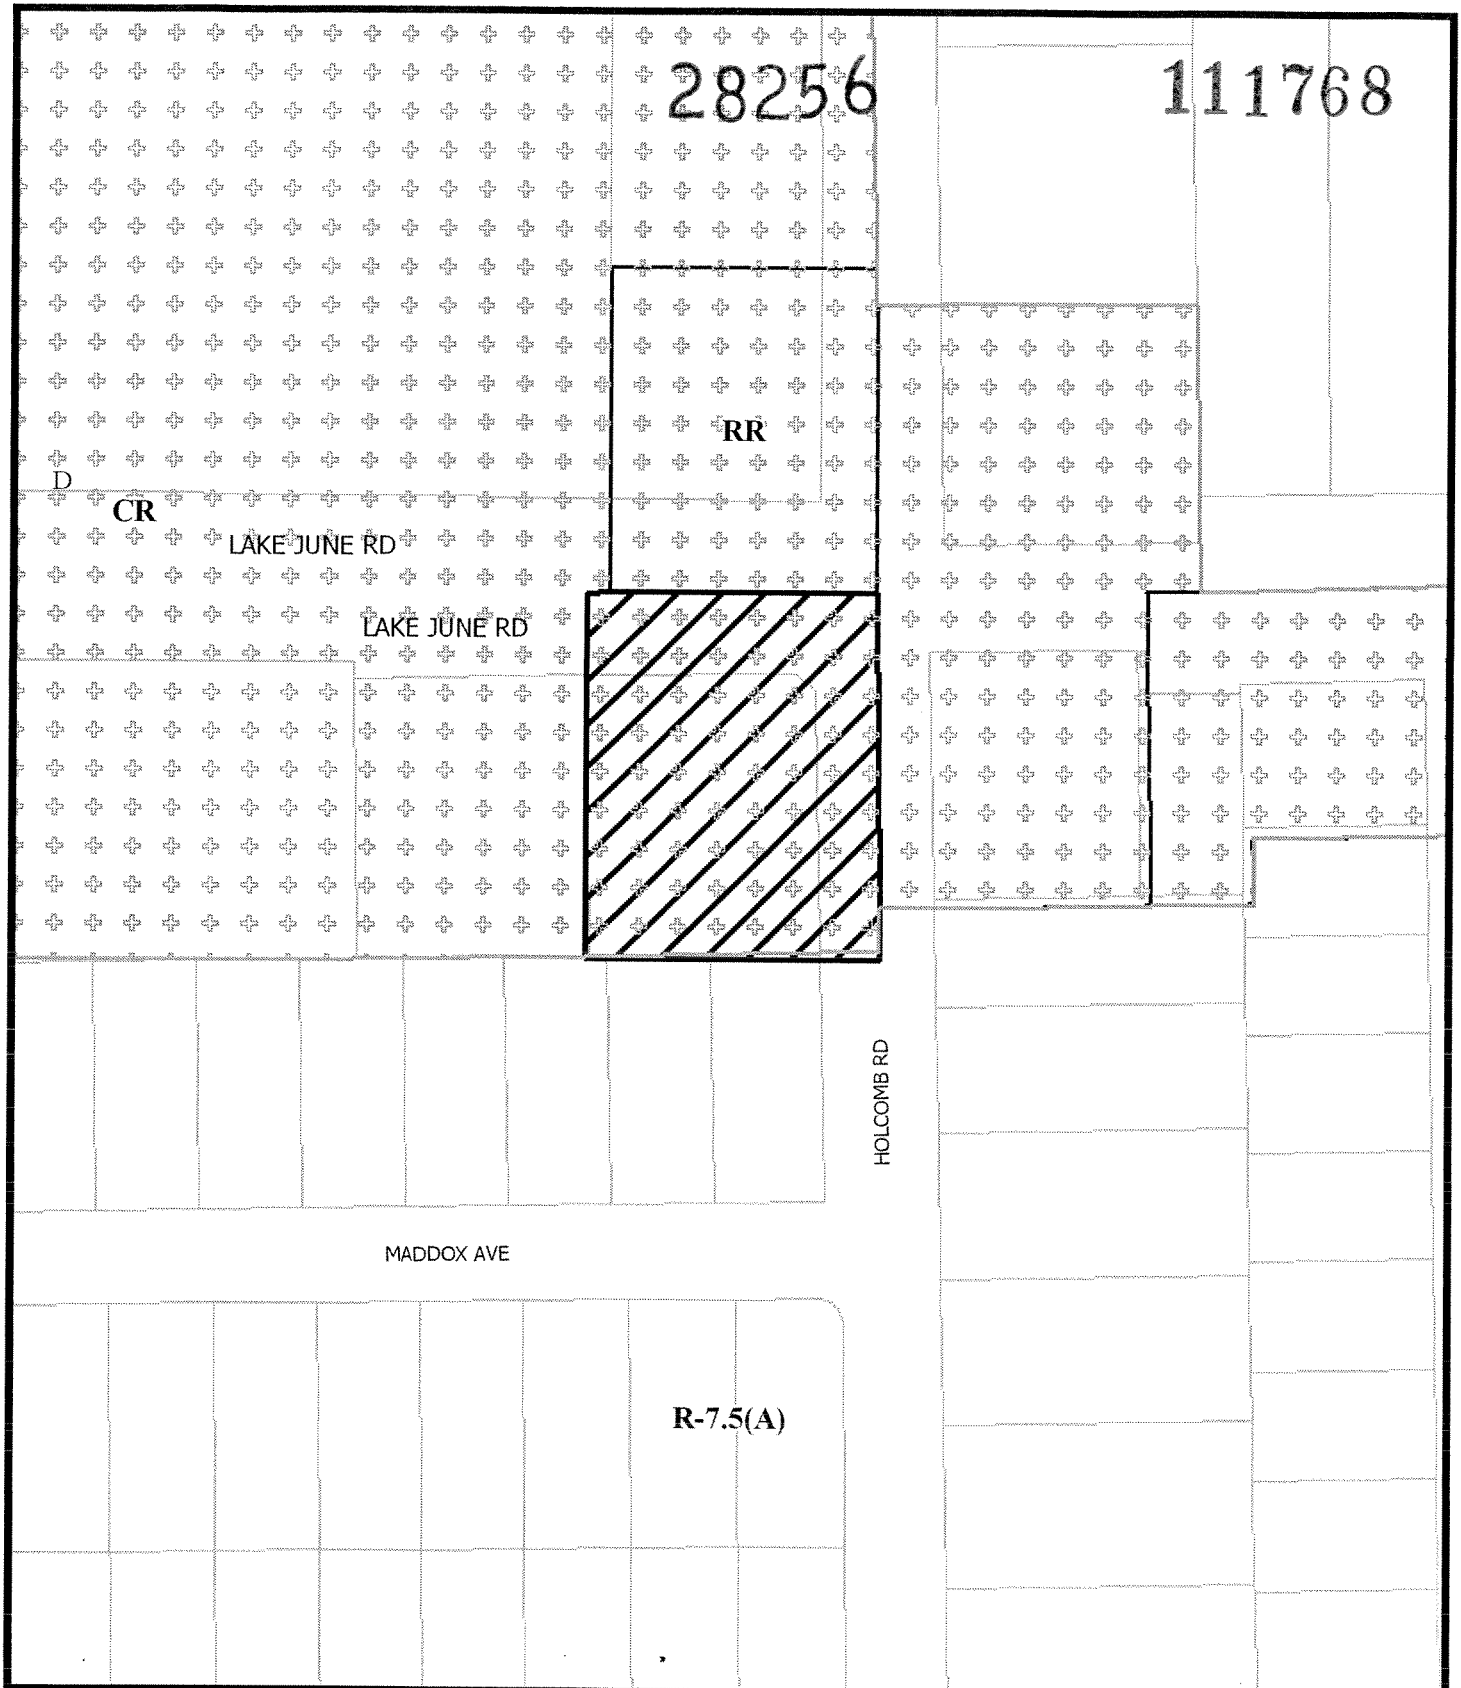 28256 111768
RR
D
CR
LAKE JUNE RD
LAKE JUNE RD
HOLCOMB RD
MADDOX AVE
R-7.5(A)